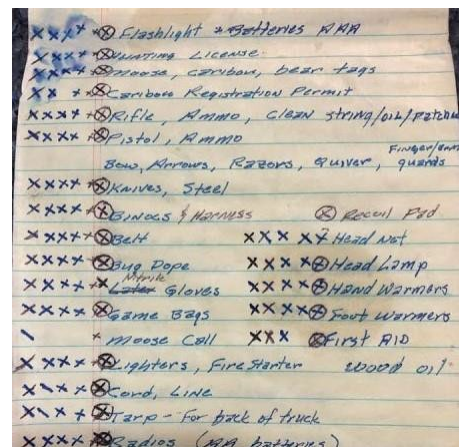 Flashlight + Batteries AAA
Hunting License
Moose, Caribou, bear tags
Caribou Registration Permit
Rifle, Ammo, Clean string/oil/patches
Pistol, Ammo
Finger/arm
Bow, Arrows, Razors, Quiver, guards
Knives, Steel
Binocs & Harness Recoil Pad
Belt Head Net
Bug Dope Head Lamp
Nitrile
Latex Gloves Hand Warmers
Game Bags Foot Warmers
Moose Call First AID
Lighters, Fire Starter wood oil
Cord, Line
Tarp - For back of truck
Radios (AA batteries)